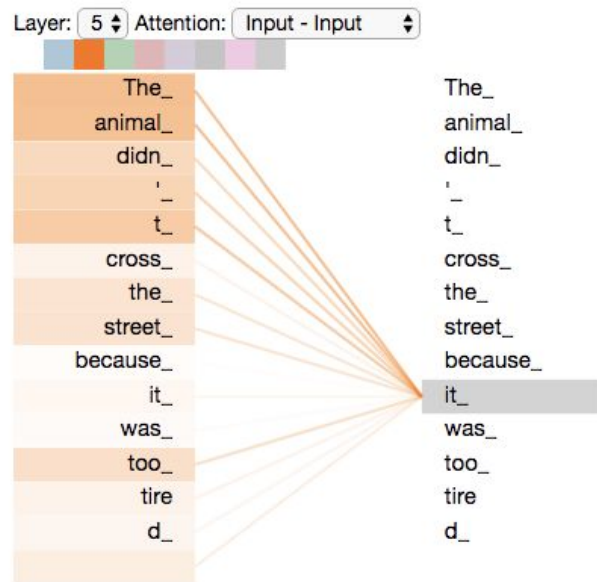 Layer: 5 Attention: Input - Input
The_ The_
animal_ animal_
didn_ didn_
'_ '_
t_ t_
cross_ cross_
the_ the_
street_ street_
because_ because_
it_ it_
was_ was_
too_ too_
tire tire
d_ d_